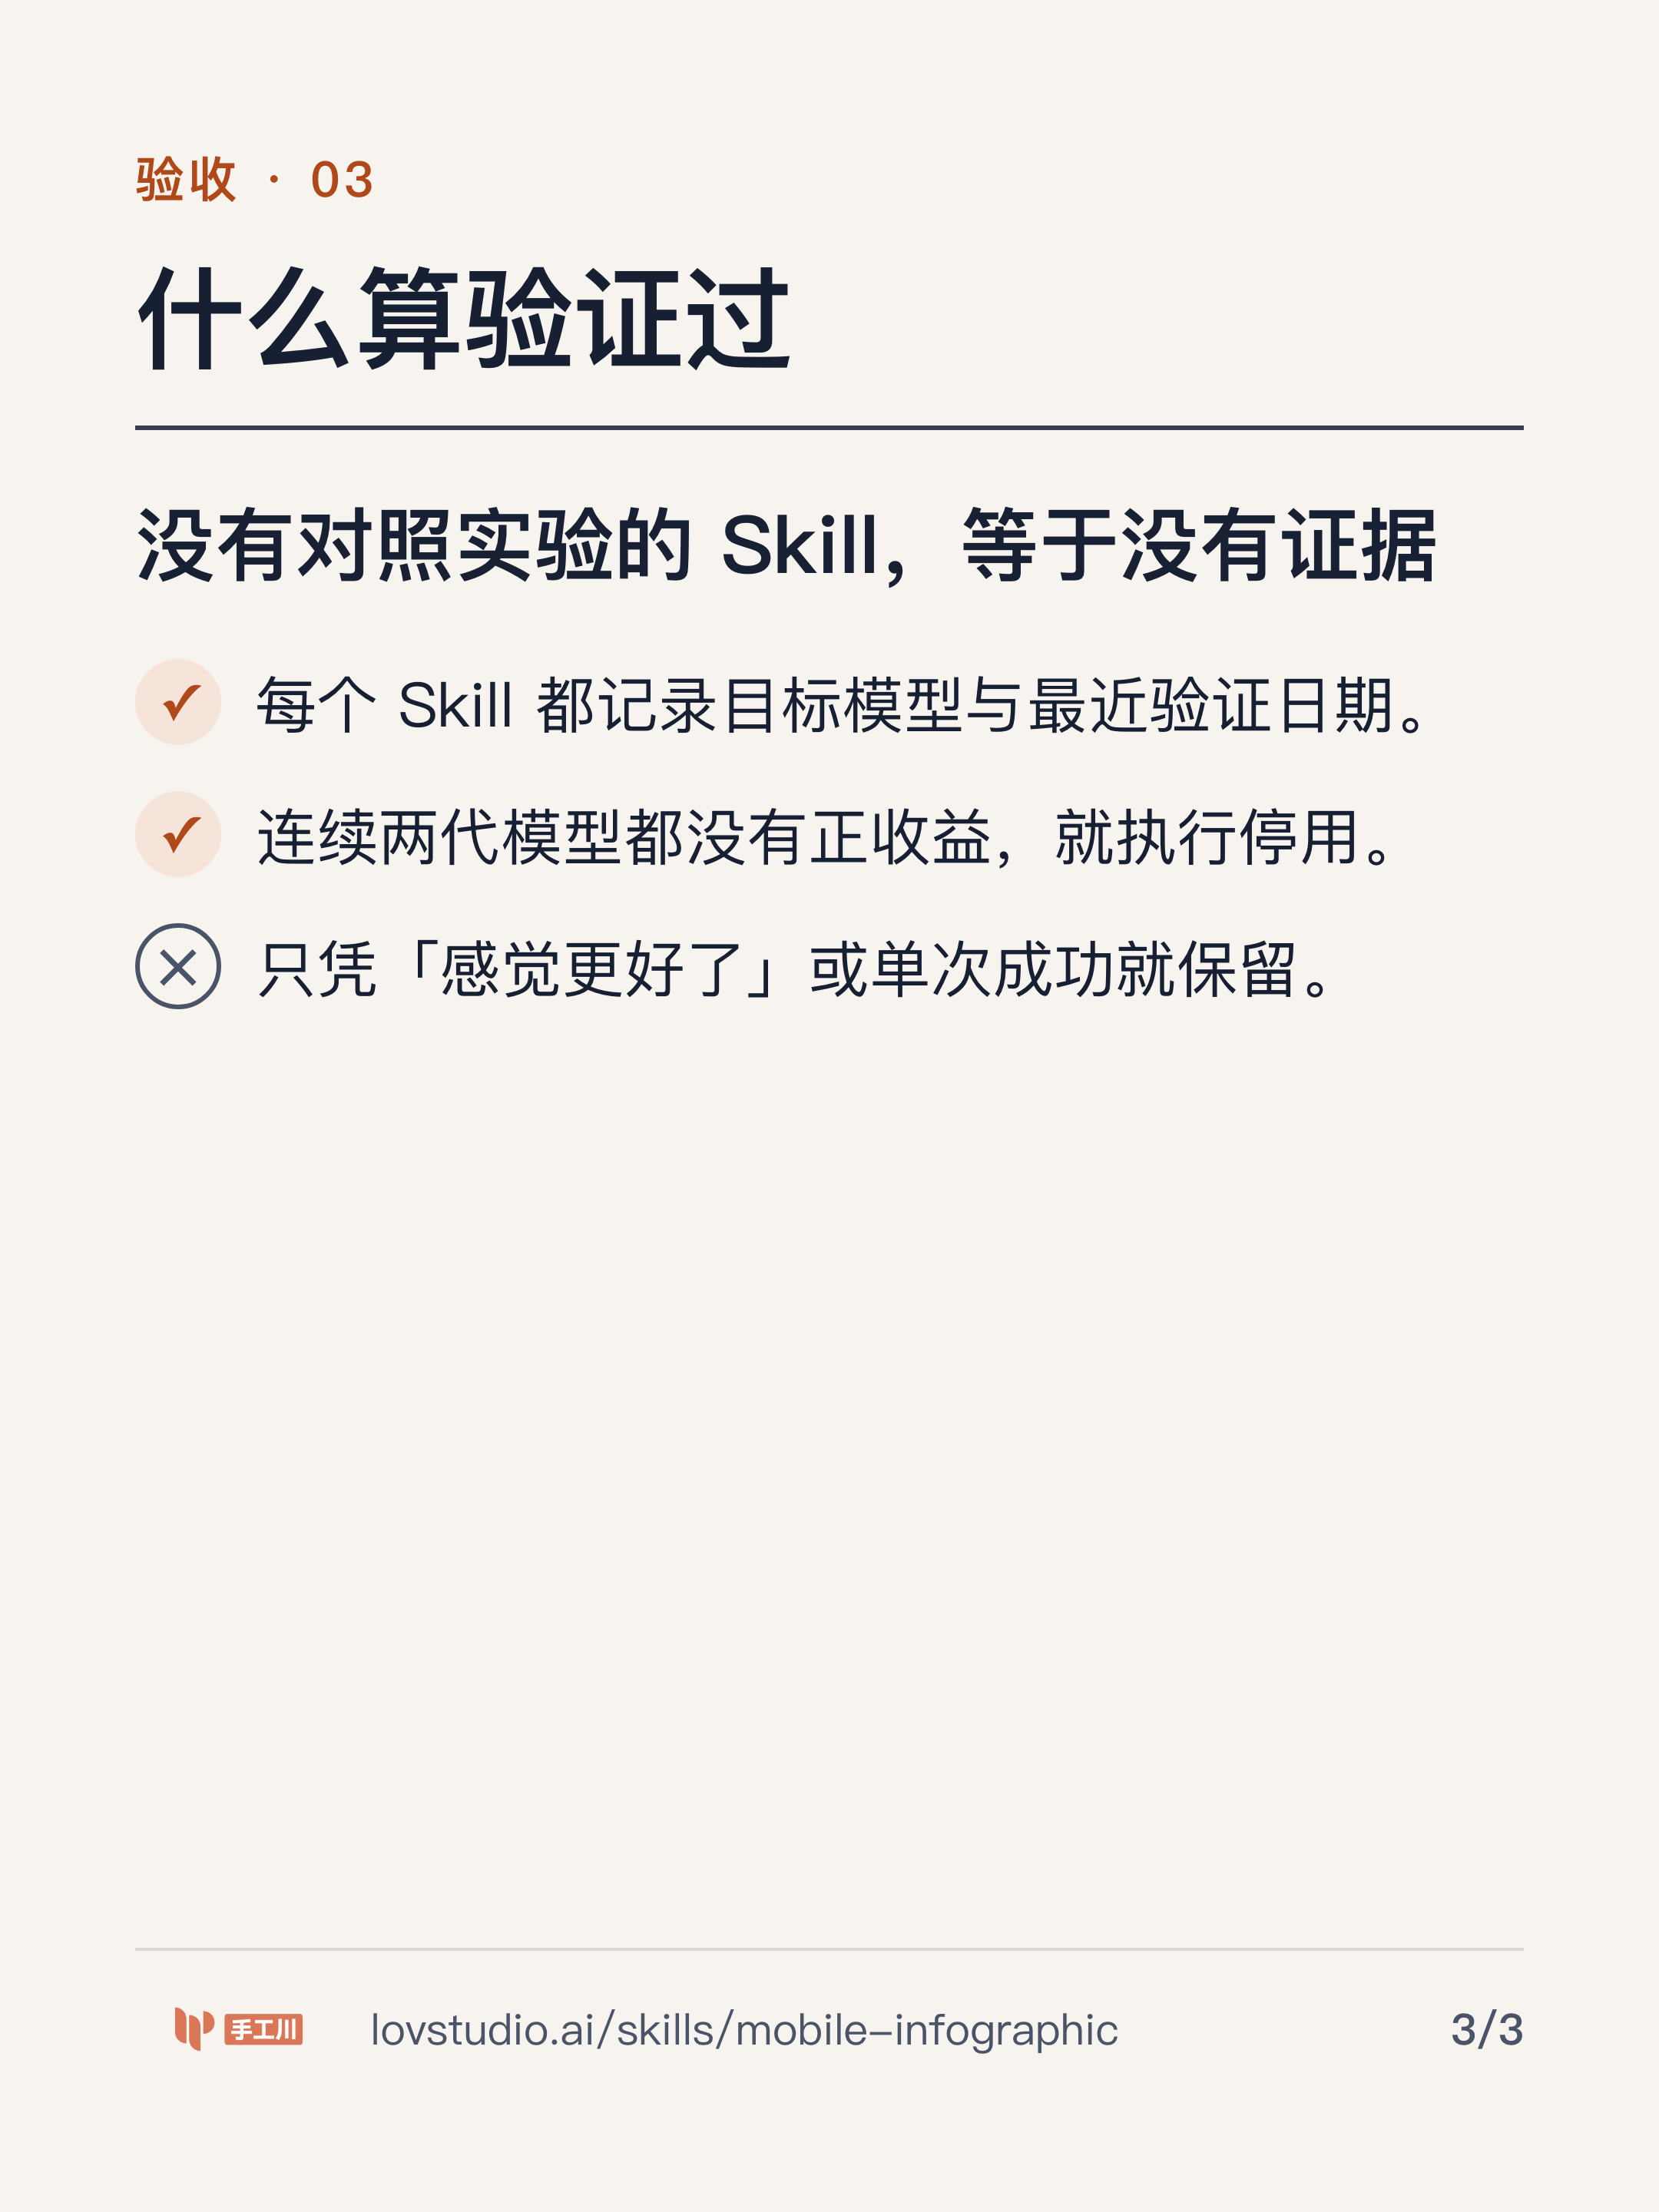 验收 · 03
什么算验证过
没有对照实验的 Skill，等于没有证据
每个 Skill 都记录目标模型与最近验证日期。
连续两代模型都没有正收益，就执行停用。
只凭「感觉更好了」或单次成功就保留。
手工川 lovstudio.ai/skills/mobile-infographic 3/3